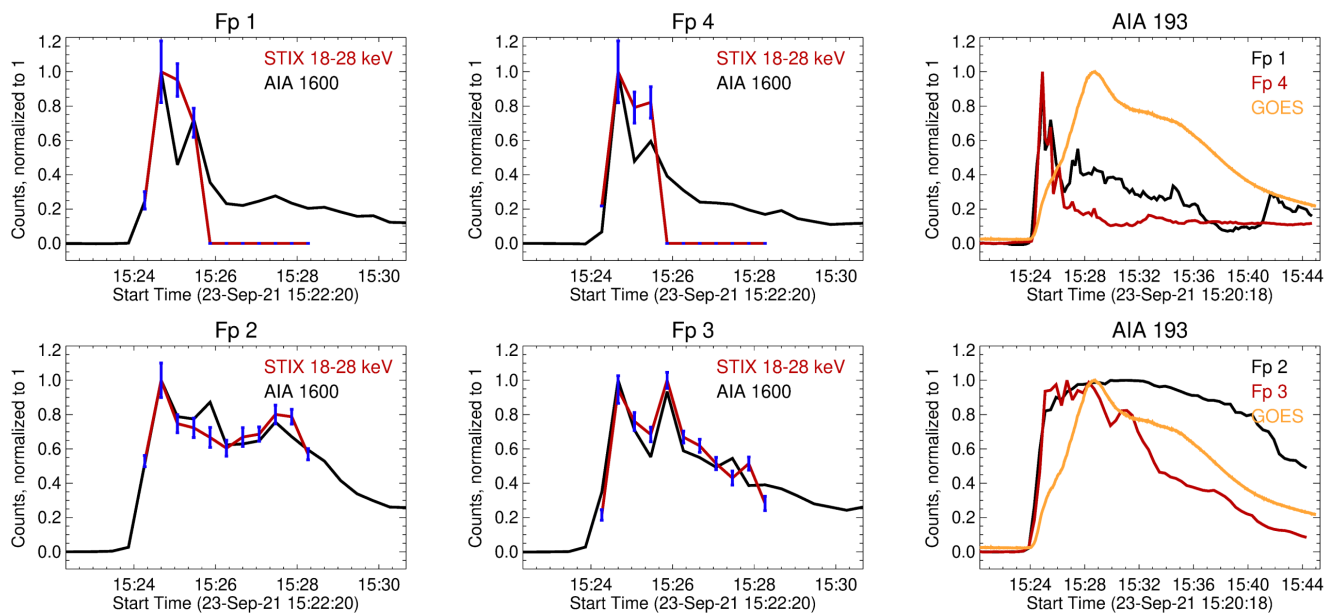 Fp 1
STIX 18-28 keV
AIA 1600
Counts, normalized to 1
1.2
1.0
0.8
0.6
0.4
0.2
0.0
15:24 15:26 15:28 15:30
Start Time (23-Sep-21 15:22:20)
Fp 4
STIX 18-28 keV
AIA 1600
Counts, normalized to 1
1.2
1.0
0.8
0.6
0.4
0.2
0.0
15:24 15:26 15:28 15:30
Start Time (23-Sep-21 15:22:20)
AIA 193
Fp 1
Fp 4
GOES
Counts, normalized to 1
1.2
1.0
0.8
0.6
0.4
0.2
0.0
15:24 15:28 15:32 15:36 15:40 15:44
Start Time (23-Sep-21 15:20:18)
Fp 2
STIX 18-28 keV
AIA 1600
Counts, normalized to 1
1.2
1.0
0.8
0.6
0.4
0.2
0.0
15:24 15:26 15:28 15:30
Start Time (23-Sep-21 15:22:20)
Fp 3
STIX 18-28 keV
AIA 1600
Counts, normalized to 1
1.2
1.0
0.8
0.6
0.4
0.2
0.0
15:24 15:26 15:28 15:30
Start Time (23-Sep-21 15:22:20)
AIA 193
Fp 2
Fp 3
GOES
Counts, normalized to 1
1.2
1.0
0.8
0.6
0.4
0.2
0.0
15:24 15:28 15:32 15:36 15:40 15:44
Start Time (23-Sep-21 15:20:18)